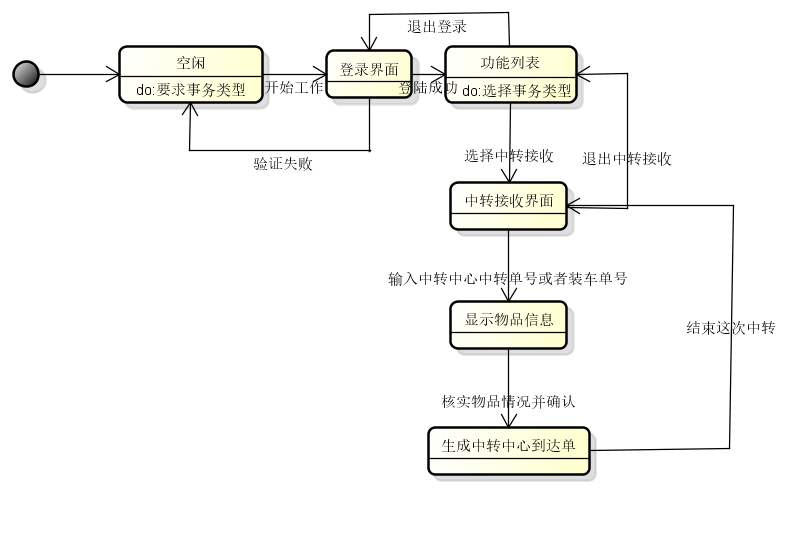 退出登录
空闲
do:要求事务类型
开始工作
登录界面
登陆成功
功能列表
do:选择事务类型
验证失败
选择中转接收
退出中转接收
中转接收界面
输入中转中心中转单号或者装车单号
显示物品信息
结束这次中转
核实物品情况并确认
生成中转中心到达单